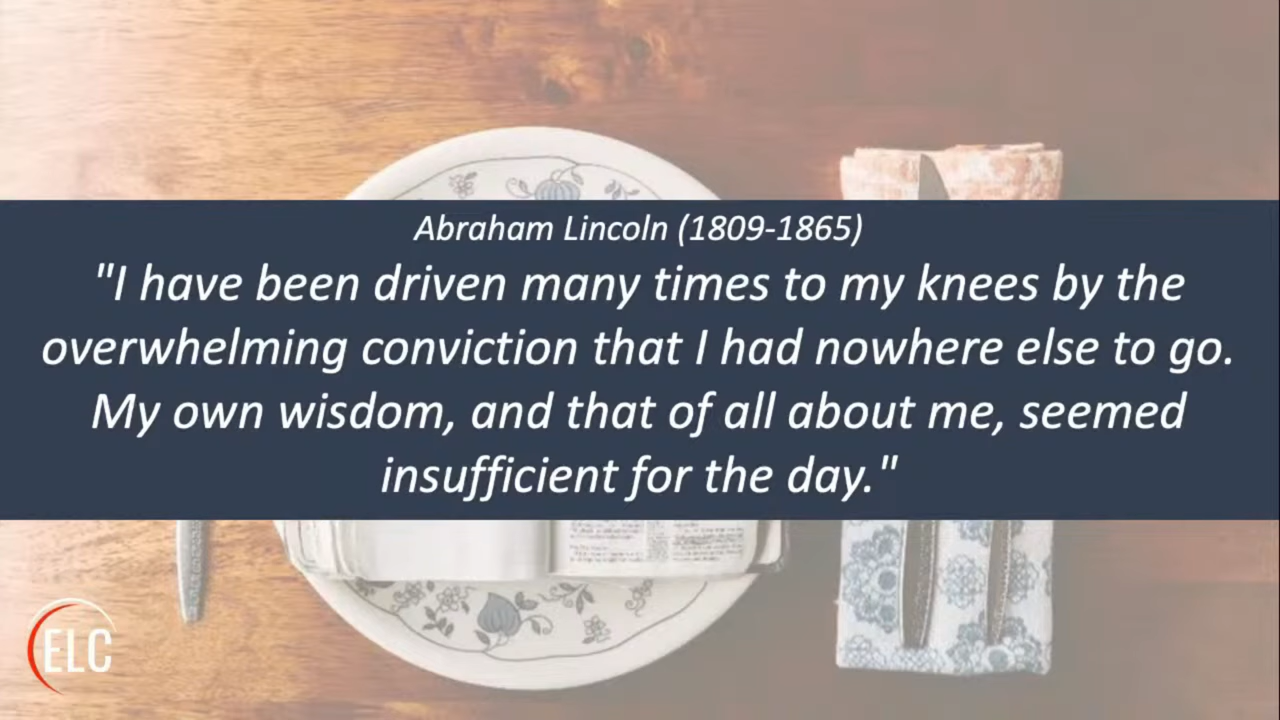 Abraham Lincoln (1809-1865)
"I have been driven many times to my knees by the
overwhelming conviction that I had nowhere else to go.
My own wisdom, and that of all about me, seemed
insufficient for the day."
ELC